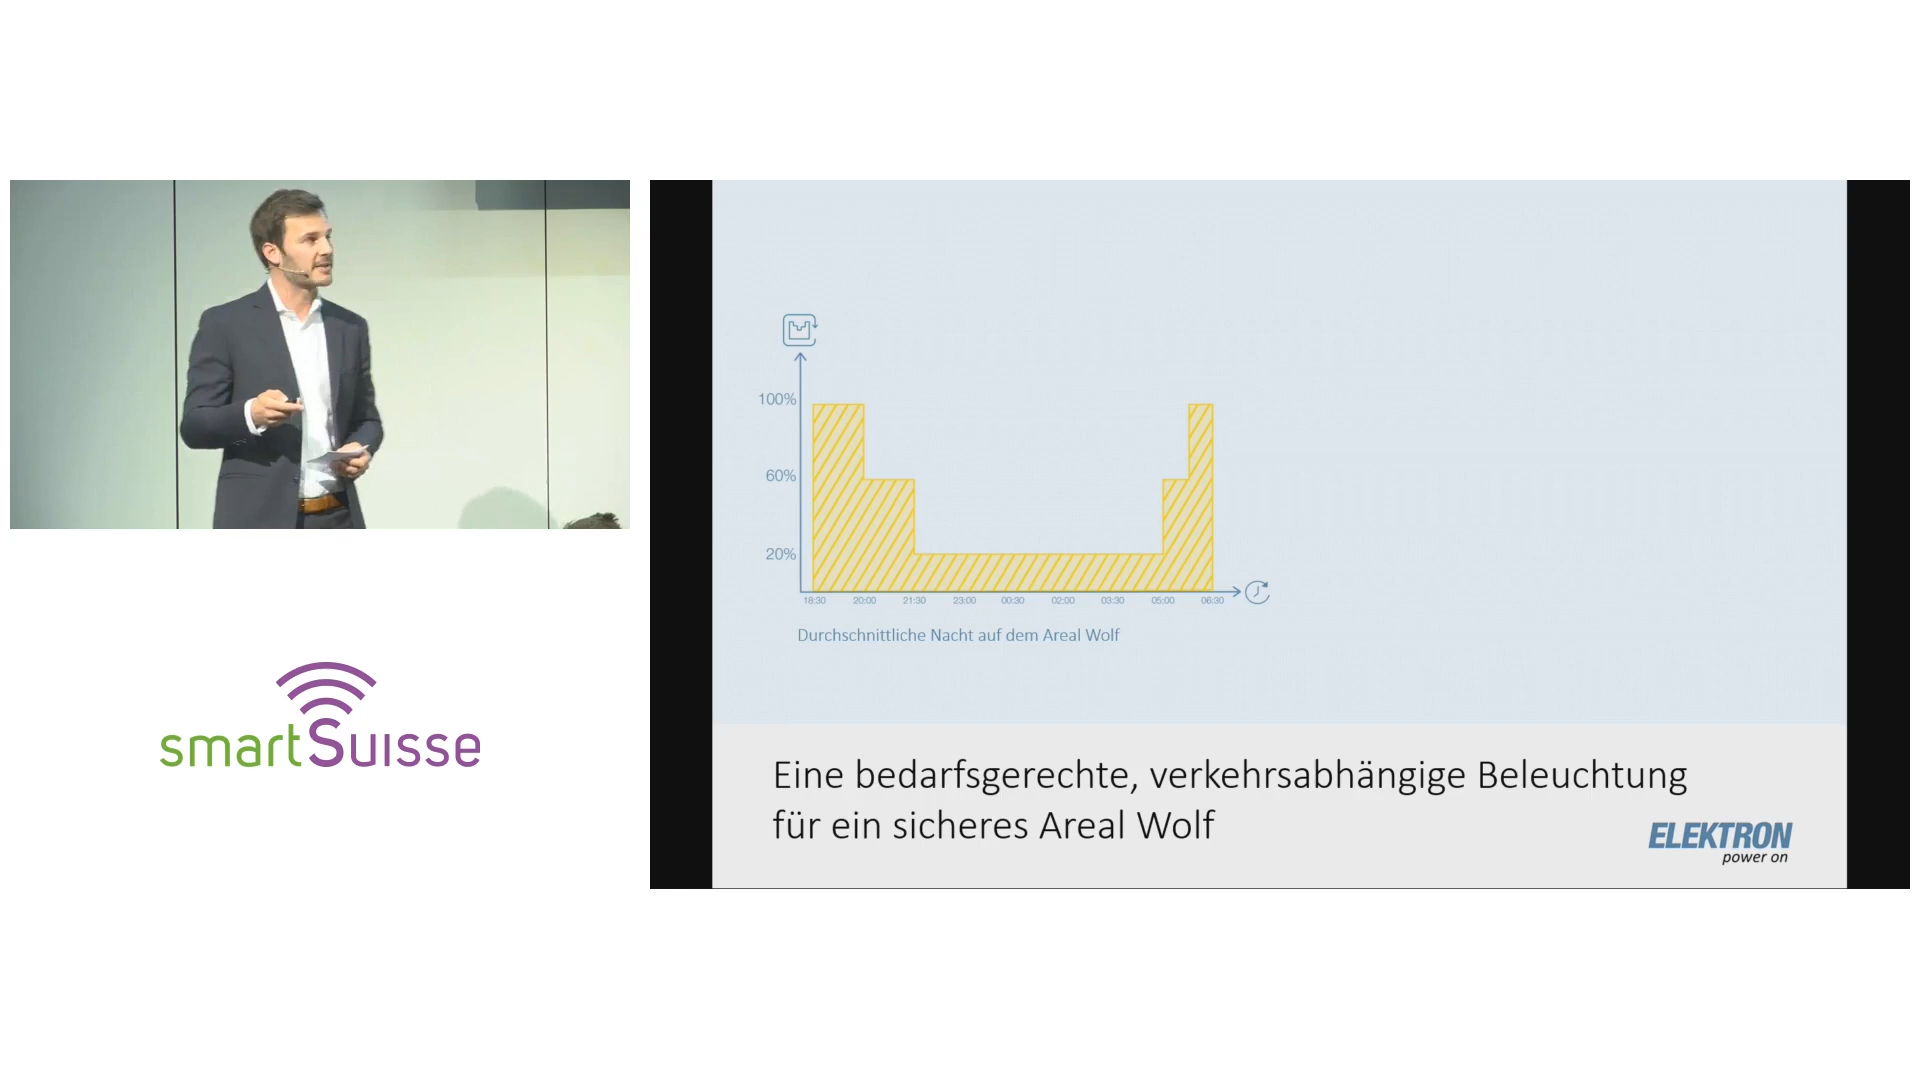 100%
60%
20%
18:30 20:00 21:30 23:00 00:30 02:00 03:30 05:00 06:30
Durchschnittliche Nacht auf dem Areal Wolf
smartSuisse
Eine bedarfsgerechte, verkehrsabhängige Beleuchtung
für ein sicheres Areal Wolf
ELEKTRON
power on